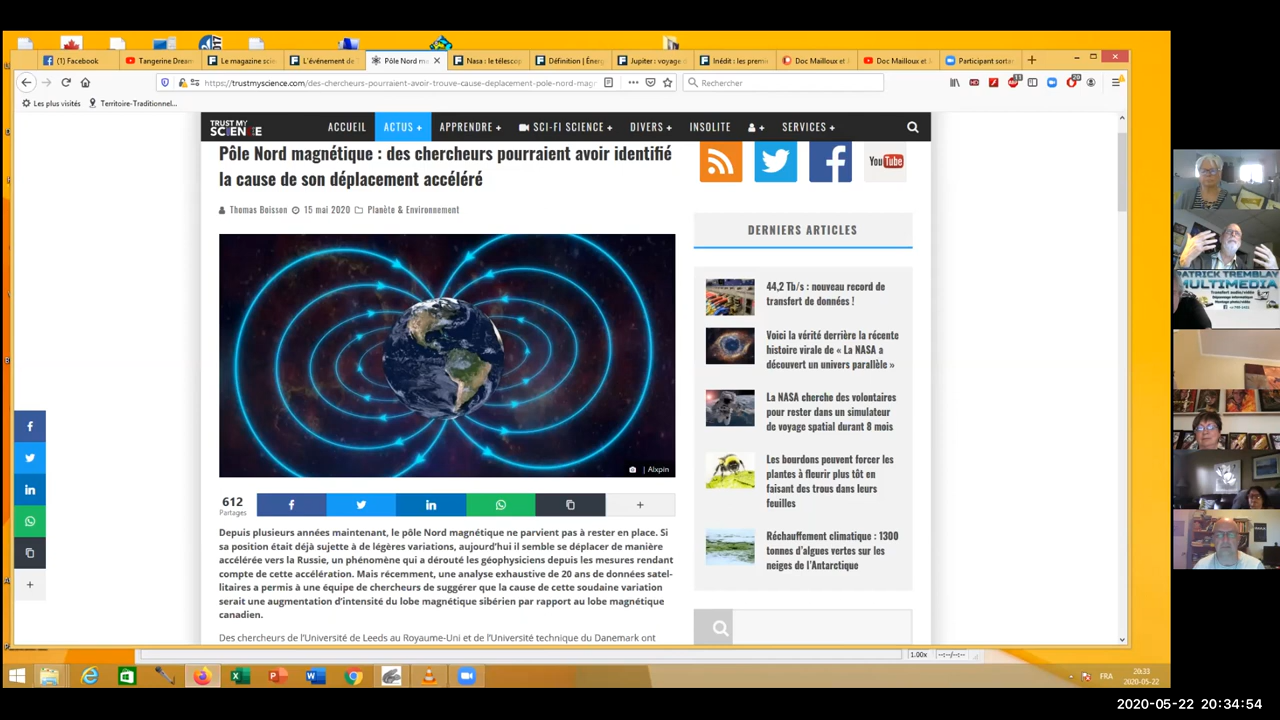 (1) Facebook
Tangerine Dream
Le magazine scie
L'événement de
Pôle Nord m
Nasa : le télescop
Définition | Énerg
Jupiter : voyage d
Inédit : les premie
Doc Mailloux et
Doc Mailloux et
Participant sortan
https://trustmyscience.com/des-chercheurs-pourraient-avoir-trouve-cause-deplacement-pole-nord-mag
Rechercher
Les plus visités
Territoire-Traditionnel...
TRUST MY
SCIENCE
ACCUEIL
ACTUS +
APPRENDRE +
SCI-FI SCIENCE +
DIVERS +
INSOLITE
+
SERVICES +
Pôle Nord magnétique : des chercheurs pourraient avoir identifié
la cause de son déplacement accéléré
Thomas Boisson 15 mai 2020 Planète & Environnement
| Alxpin
612
Partages
Depuis plusieurs années maintenant, le pôle Nord magnétique ne parvient pas à rester en place. Si
sa position était déjà sujette à de légères variations, aujourd'hui il semble se déplacer de manière
accélérée vers la Russie, un phénomène qui a dérouté les géophysiciens depuis les mesures rendant
compte de cette accélération. Mais récemment, une analyse exhaustive de 20 ans de données satel-
litaires a permis à une équipe de chercheurs de suggérer que la cause de cette soudaine variation
serait une augmentation d'intensité du lobe magnétique sibérien par rapport au lobe magnétique
canadien.
Des chercheurs de l'Université de Leeds au Royaume-Uni et de l'Université technique du Danemark ont
You Tube
DERNIERS ARTICLES
44,2 Tb/s : nouveau record de
transfert de données !
Voici la vérité derrière la récente
histoire virale de « La NASA a
découvert un univers parallèle »
La NASA cherche des volontaires
pour rester dans un simulateur
de voyage spatial durant 8 mois
Les bourdons peuvent forcer les
plantes à fleurir plus tôt en
faisant des trous dans leurs
feuilles
Réchauffement climatique : 1300
tonnes d'algues vertes sur les
neiges de l'Antarctique
PATRICK TREMBLAY
MULTIMEDIA
1.00x
--:--/--:--
FRA
20:33
2020-05-22
2020-05-22 20:34:54